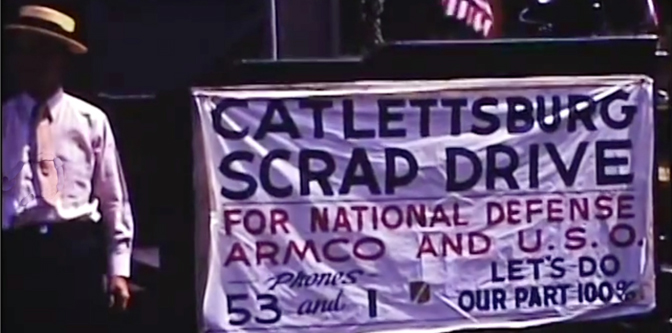 CATLETTSBURG
SCRAP DRIVE
FOR NATIONAL DEFENSE
ARMCO AND U.S.O.
Phones
53 and 1
LET'S DO
OUR PART 100%